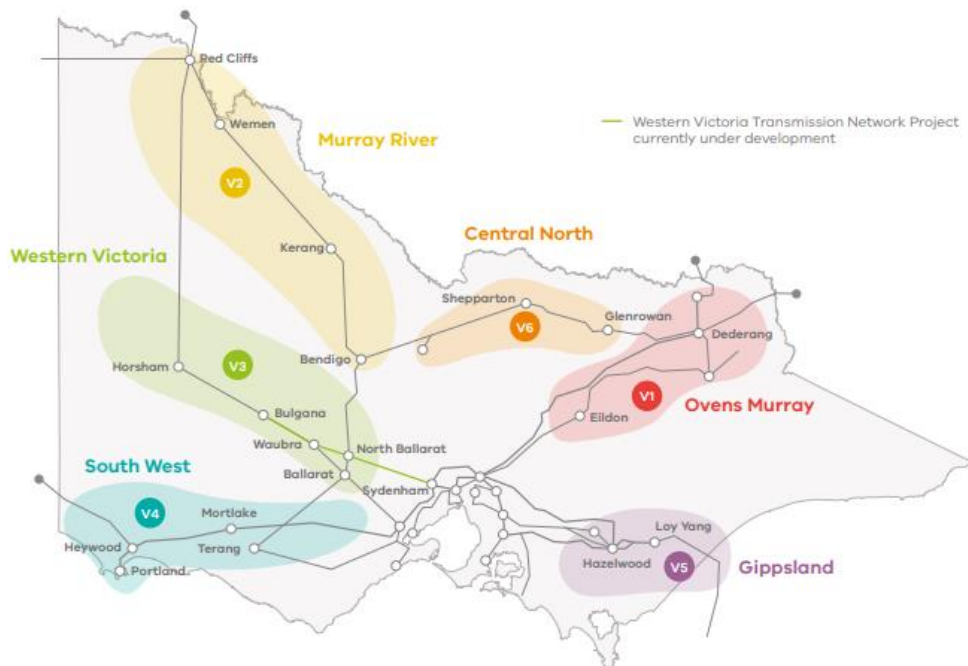 Red Cliffs
Wemen
Murray River
Western Victoria Transmission Network Project
currently under development
V2
Kerang
Central North
Western Victoria
Shepparton
Glenrowan
V6
Dederang
Bendigo
V3
Horsham
V1
Ovens Murray
Eildon
Bulgana
Waubra
North Ballarat
South West
Ballarat
Sydenham
V4
Mortlake
Loy Yang
Heywood
Terang
Hazelwood
V5
Gippsland
Portland